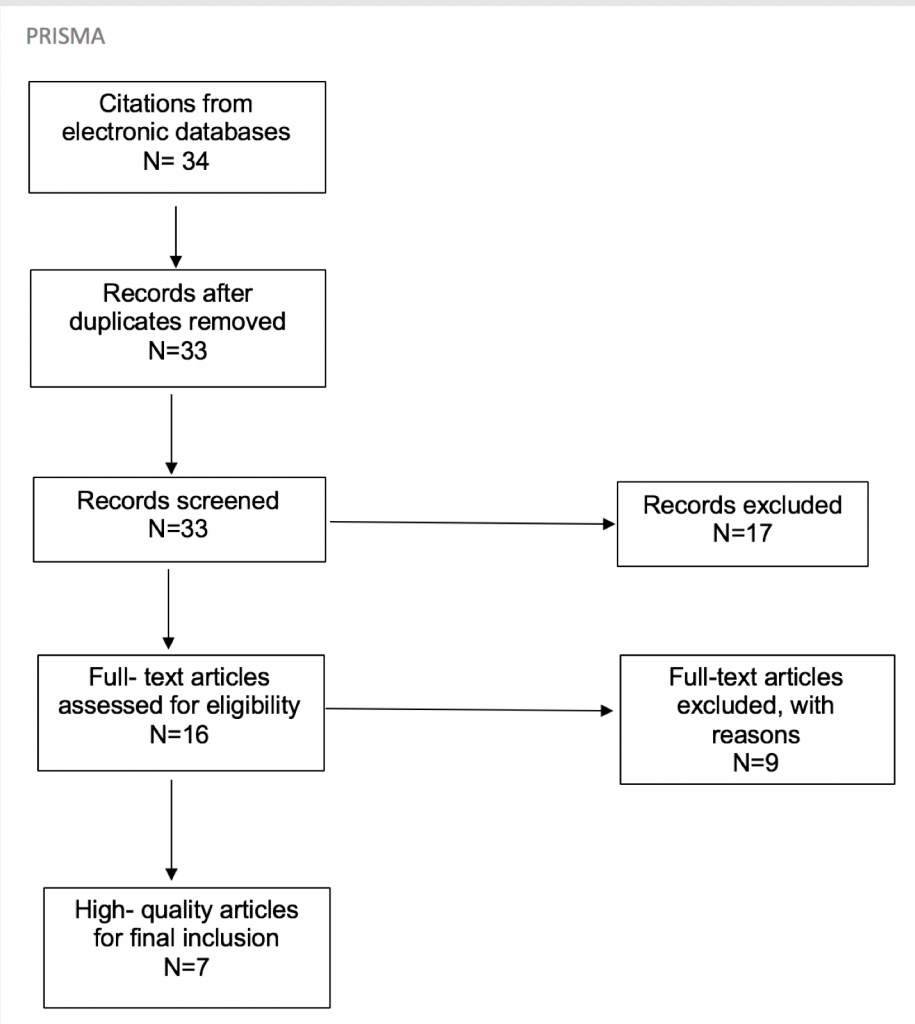 PRISMA
Citations from
electronic databases
N= 34
Records after
duplicates removed
N=33
Records screened
N=33
Records excluded
N=17
Full- text articles
assessed for eligibility
N=16
Full-text articles
excluded, with
reasons
N=9
High- quality articles
for final inclusion
N=7